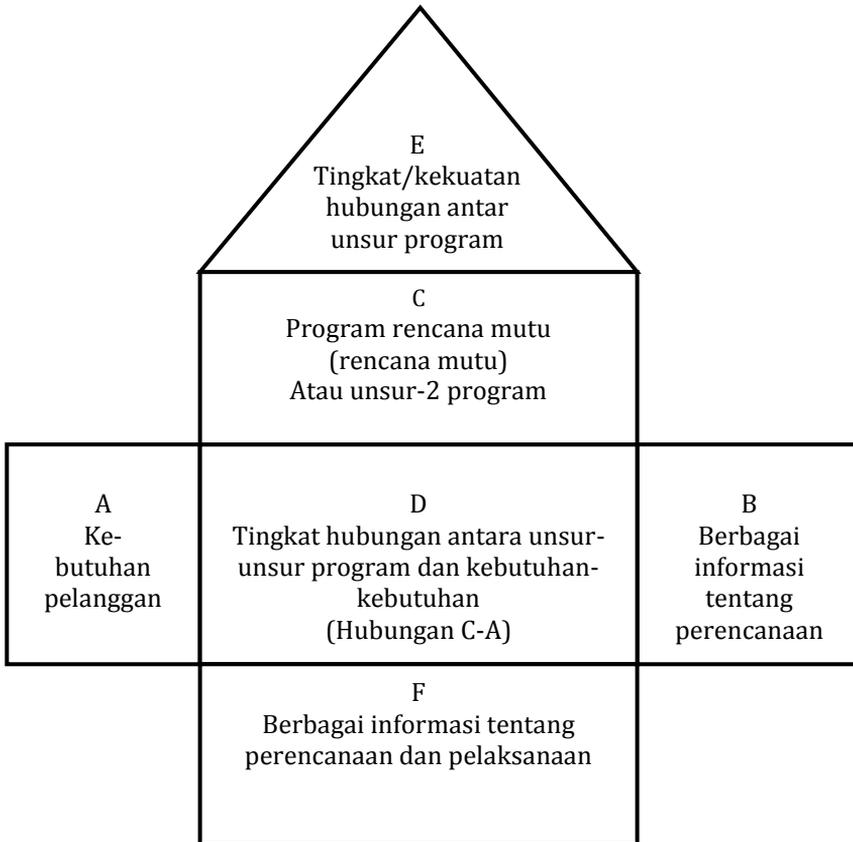 E
Tingkat/kekuatan
hubungan antar
unsur program
C
Program rencana mutu
(rencana mutu)
Atau unsur-2 program
A
Ke-
butuhan
pelanggan
D
Tingkat hubungan antara unsur-
unsur program dan kebutuhan-
kebutuhan
(Hubungan C-A)
B
Berbagai
informasi
tentang
perencanaan
F
Berbagai informasi tentang
perencanaan dan pelaksanaan